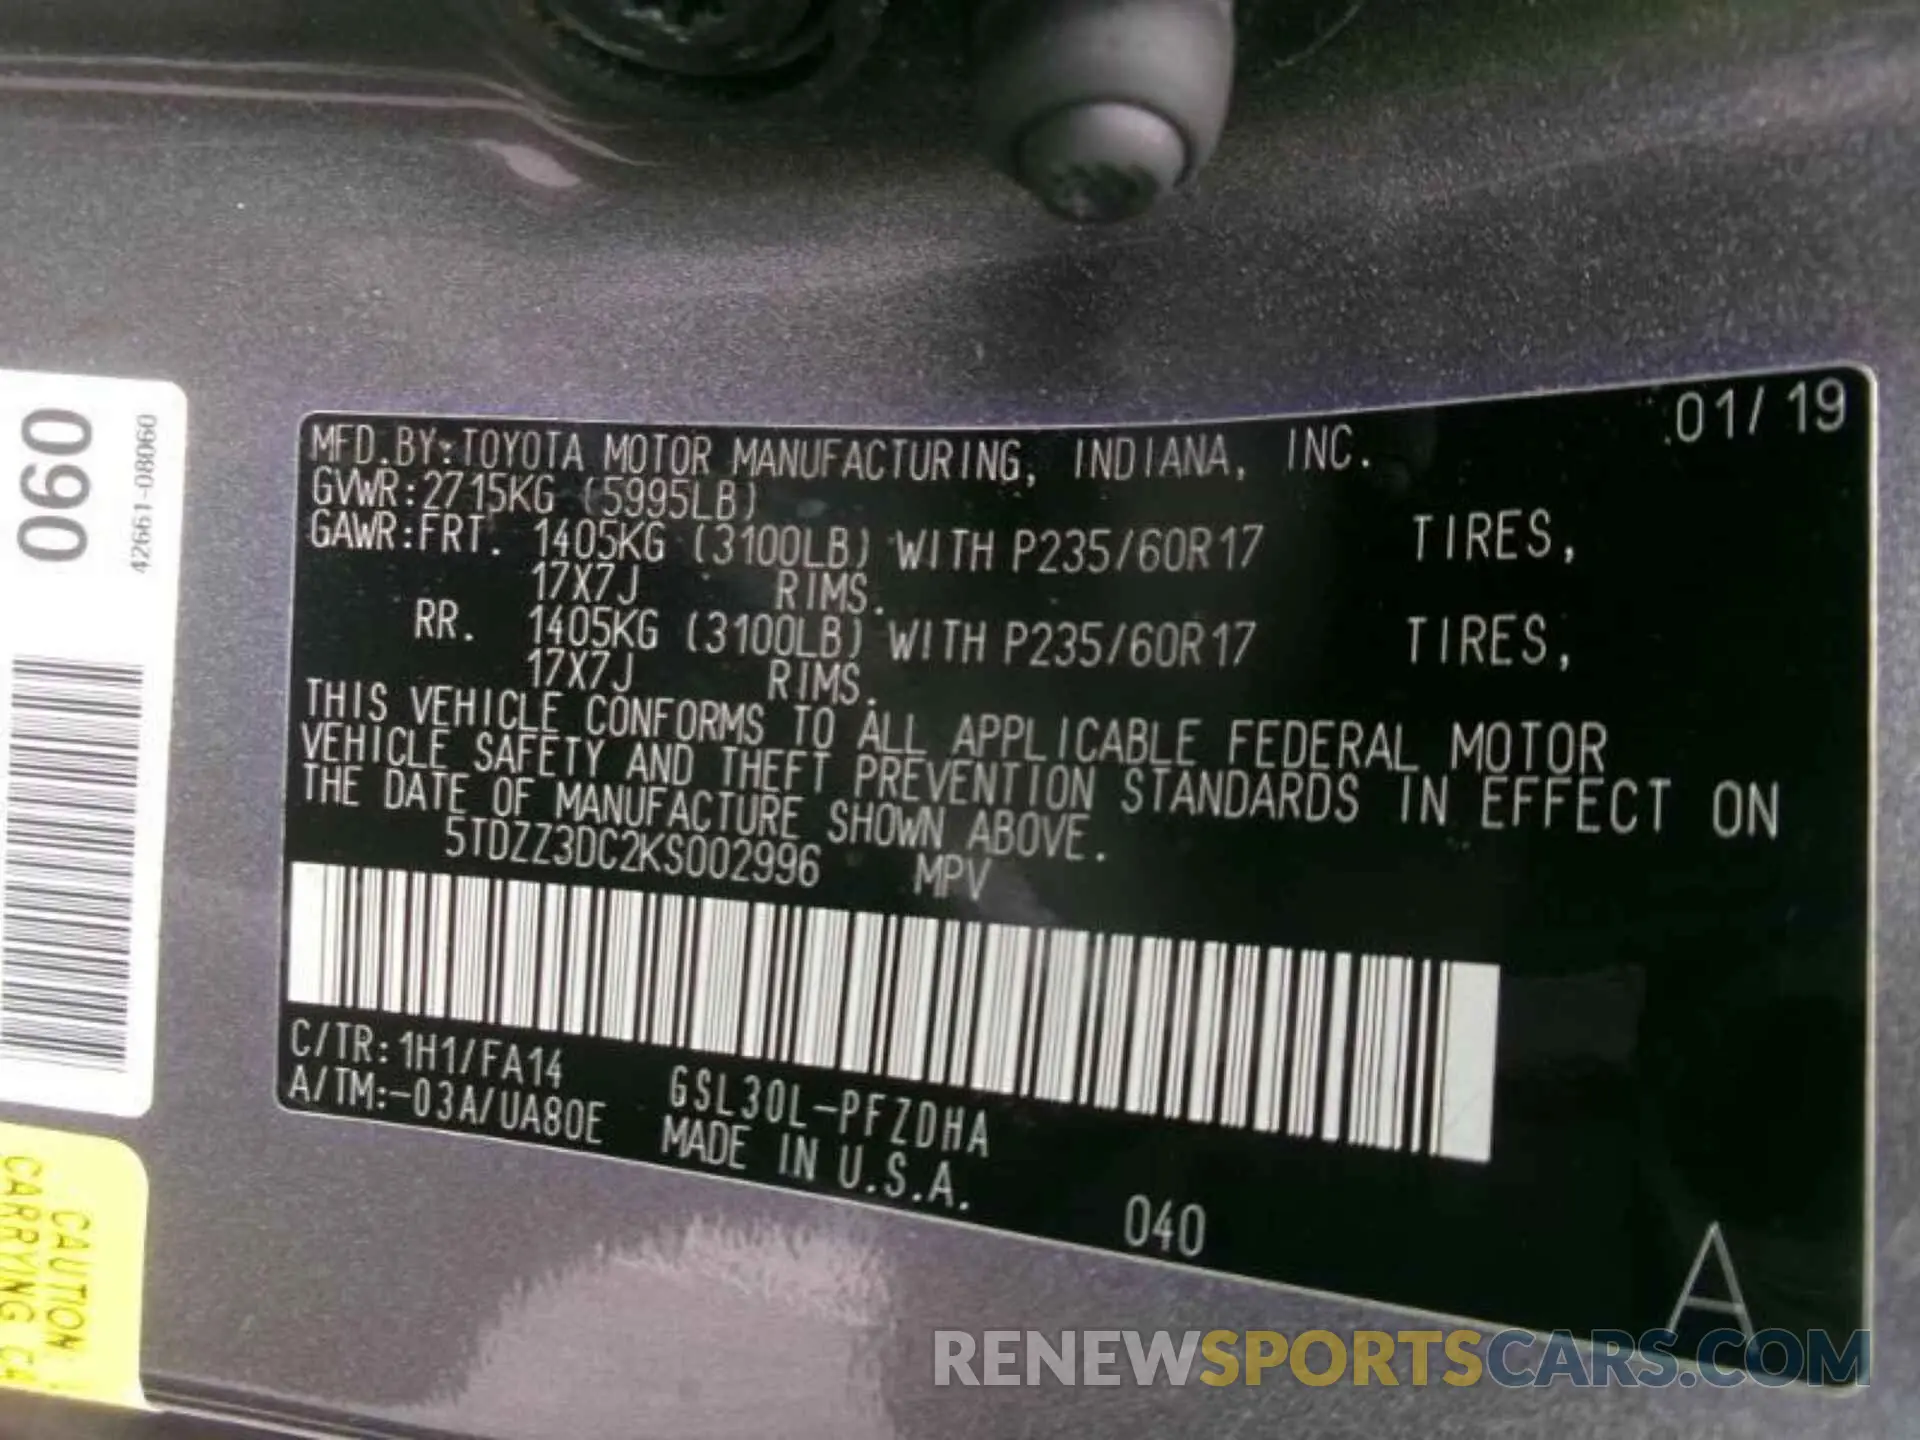 01/19
MFD.BY:TOYOTA MOTOR MANUFACTURING, INDIANA, INC.
GVWR:2715KG (5995LB)
GAWR:FRT. 1405KG (3100LB) WITH P235/60R17 TIRES,
17X7J RIMS.
RR. 1405KG (3100LB) WITH P235/60R17 TIRES,
17X7J RIMS.
THIS VEHICLE CONFORMS TO ALL APPLICABLE FEDERAL MOTOR
VEHICLE SAFETY AND THEFT PREVENTION STANDARDS IN EFFECT ON
THE DATE OF MANUFACTURE SHOWN ABOVE.
5TDZZ3DC2KS002996 MPV
C/TR:1H1/FA14
A/TM:-03A/UA80E
GSL30L-PFZDHA
MADE IN U.S.A.
040
A
060
42661-08060
CAUTION
CARRYING
RENEWSPORTSCARS.COM